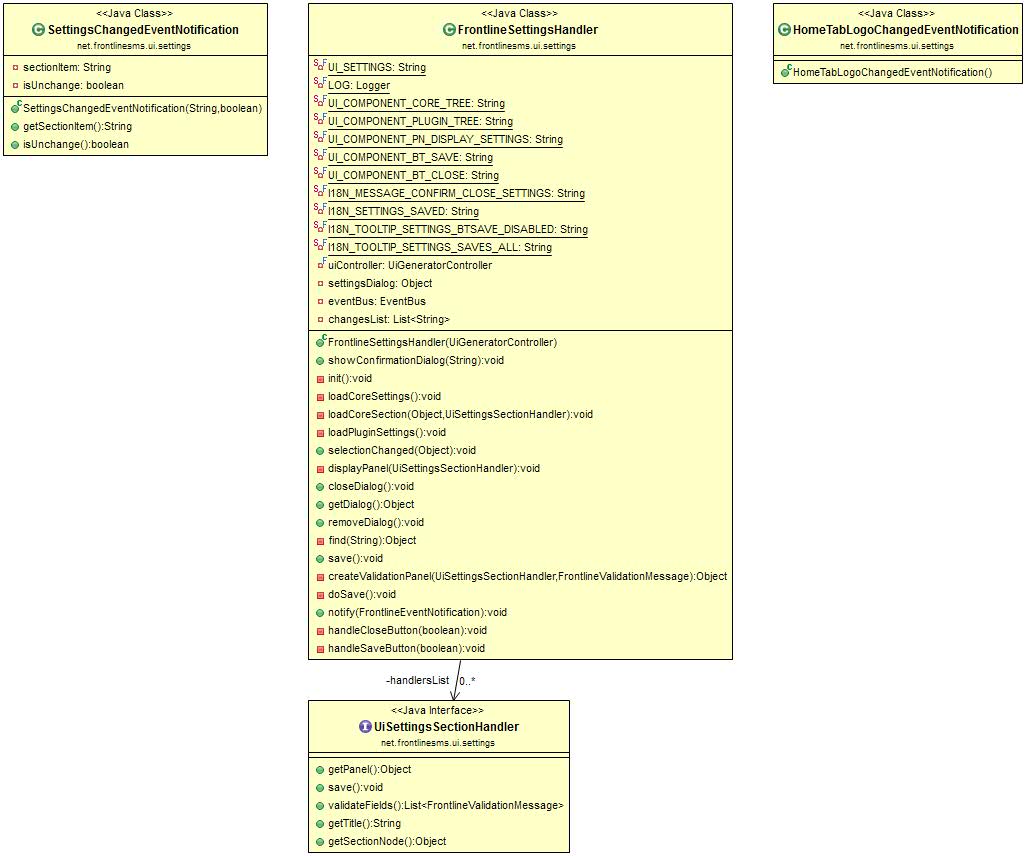 <<Java Class>>
SettingsChangedEventNotification
net.frontlinesms.ui.settings
sectionItem: String
isUnchange: boolean
SettingsChangedEventNotification(String,boolean)
getSectionItem():String
isUnchange():boolean
<<Java Class>>
FrontlineSettingsHandler
net.frontlinesms.ui.settings
UI_SETTINGS: String
LOG: Logger
UI_COMPONENT_CORE_TREE: String
UI_COMPONENT_PLUGIN_TREE: String
UI_COMPONENT_PN_DISPLAY_SETTINGS: String
UI_COMPONENT_BT_SAVE: String
UI_COMPONENT_BT_CLOSE: String
I18N_MESSAGE_CONFIRM_CLOSE_SETTINGS: String
I18N_SETTINGS_SAVED: String
I18N_TOOLTIP_SETTINGS_BTSAVE_DISABLED: String
I18N_TOOLTIP_SETTINGS_SAVES_ALL: String
uiController: UiGeneratorController
settingsDialog: Object
eventBus: EventBus
changesList: List<String>
FrontlineSettingsHandler(UiGeneratorController)
showConfirmationDialog(String):void
init():void
loadCoreSettings():void
loadCoreSection(Object,UiSettingsSectionHandler):void
loadPluginSettings():void
selectionChanged(Object):void
displayPanel(UiSettingsSectionHandler):void
closeDialog():void
getDialog():Object
removeDialog():void
find(String):Object
save():void
createValidationPanel(UiSettingsSectionHandler,FrontlineValidationMessage):Object
doSave():void
notify(FrontlineEventNotification):void
handleCloseButton(boolean):void
handleSaveButton(boolean):void
<<Java Class>>
HomeTabLogoChangedEventNotification
net.frontlinesms.ui.settings
HomeTabLogoChangedEventNotification()
-handlersList 0..*
<<Java Interface>>
UiSettingsSectionHandler
net.frontlinesms.ui.settings
getPanel():Object
save():void
validateFields():List<FrontlineValidationMessage>
getTitle():String
getSectionNode():Object